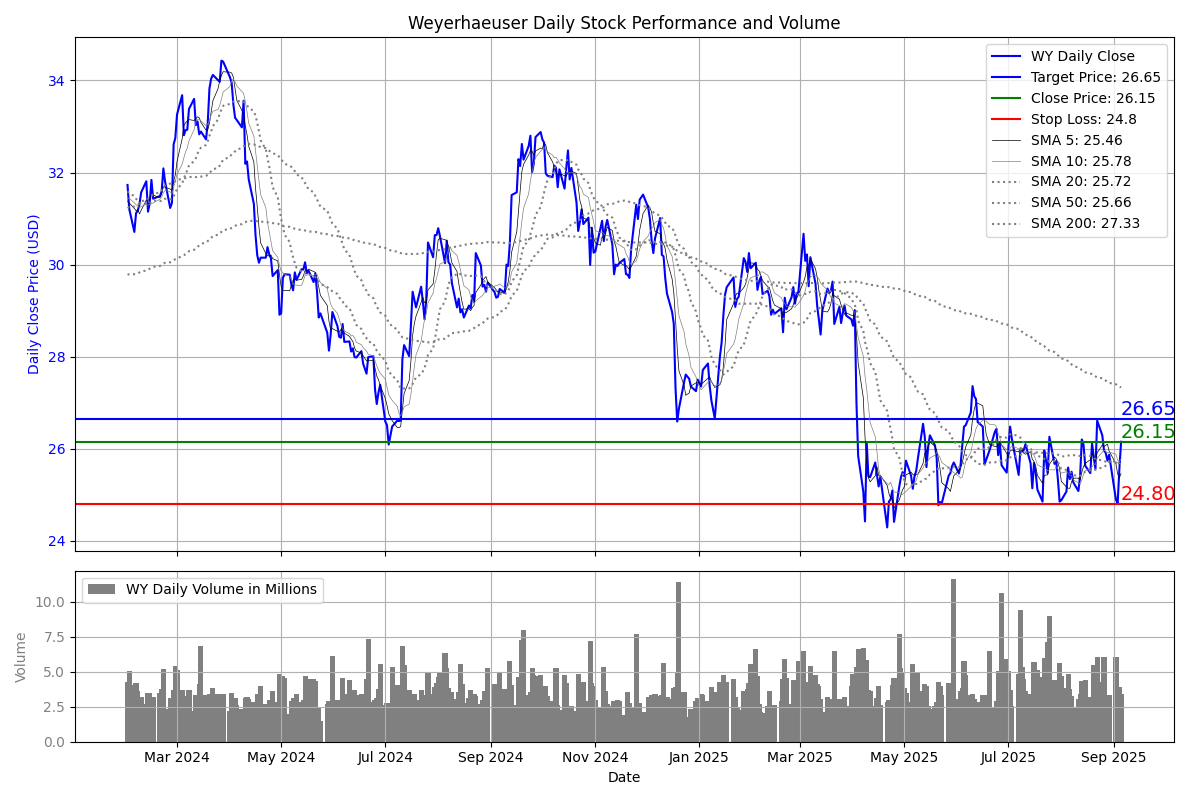 Weyerhaeuser Daily Stock Performance and Volume
Daily Close Price (USD)
34
32
30
28
26
24
WY Daily Close
Target Price: 26.65
Close Price: 26.15
Stop Loss: 24.8
SMA 5: 25.46
SMA 10: 25.78
SMA 20: 25.72
SMA 50: 25.66
SMA 200: 27.33
26.65
26.15
24.80
WY Daily Volume in Millions
Volume
10.0
7.5
5.0
2.5
0.0
Mar 2024
May 2024
Jul 2024
Sep 2024
Nov 2024
Jan 2025
Mar 2025
May 2025
Jul 2025
Sep 2025
Date